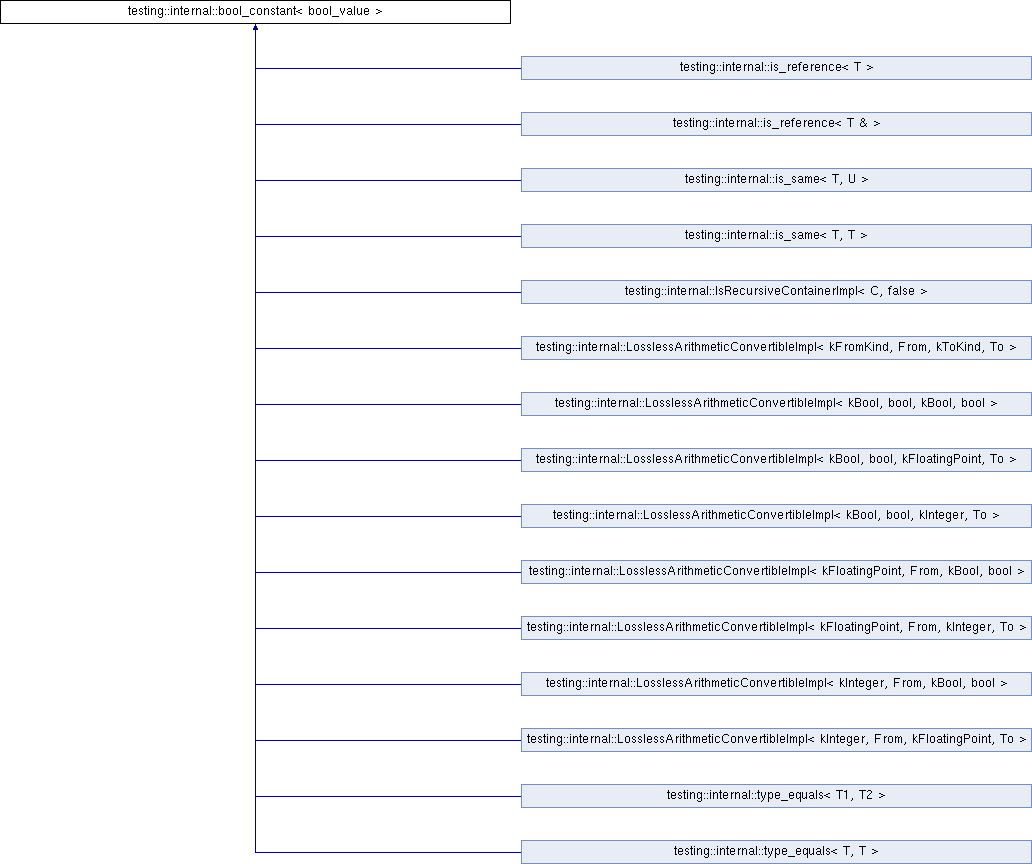 testing::internal::bool_constant< bool_value >
testing::internal::is_reference< T >
testing::internal::is_reference< T & >
testing::internal::is_same< T, U >
testing::internal::is_same< T, T >
testing::internal::IsRecursiveContainerImpl< C, false >
testing::internal::LosslessArithmeticConvertibleImpl< kFromKind, From, kToKind, To >
testing::internal::LosslessArithmeticConvertibleImpl< kBool, bool, kBool, bool >
testing::internal::LosslessArithmeticConvertibleImpl< kBool, bool, kFloatingPoint, To >
testing::internal::LosslessArithmeticConvertibleImpl< kBool, bool, kInteger, To >
testing::internal::LosslessArithmeticConvertibleImpl< kFloatingPoint, From, kBool, bool >
testing::internal::LosslessArithmeticConvertibleImpl< kFloatingPoint, From, kInteger, To >
testing::internal::LosslessArithmeticConvertibleImpl< kInteger, From, kBool, bool >
testing::internal::LosslessArithmeticConvertibleImpl< kInteger, From, kFloatingPoint, To >
testing::internal::type_equals< T1, T2 >
testing::internal::type_equals< T, T >